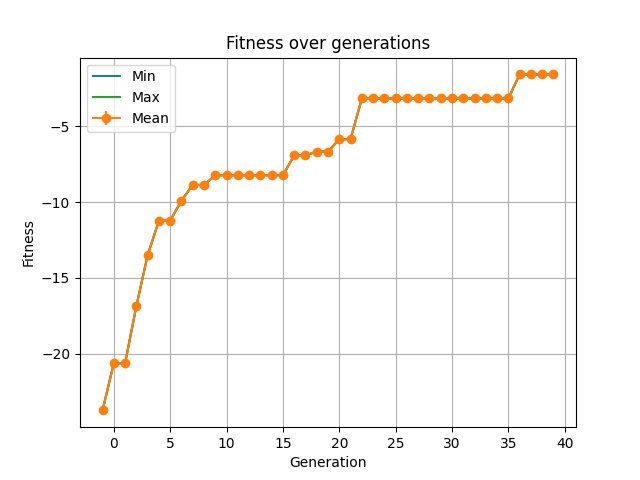 Fitness over generations
Min
Max
Mean
Fitness
−5
−10
−15
−20
0 5 10 15 20 25 30 35 40
Generation